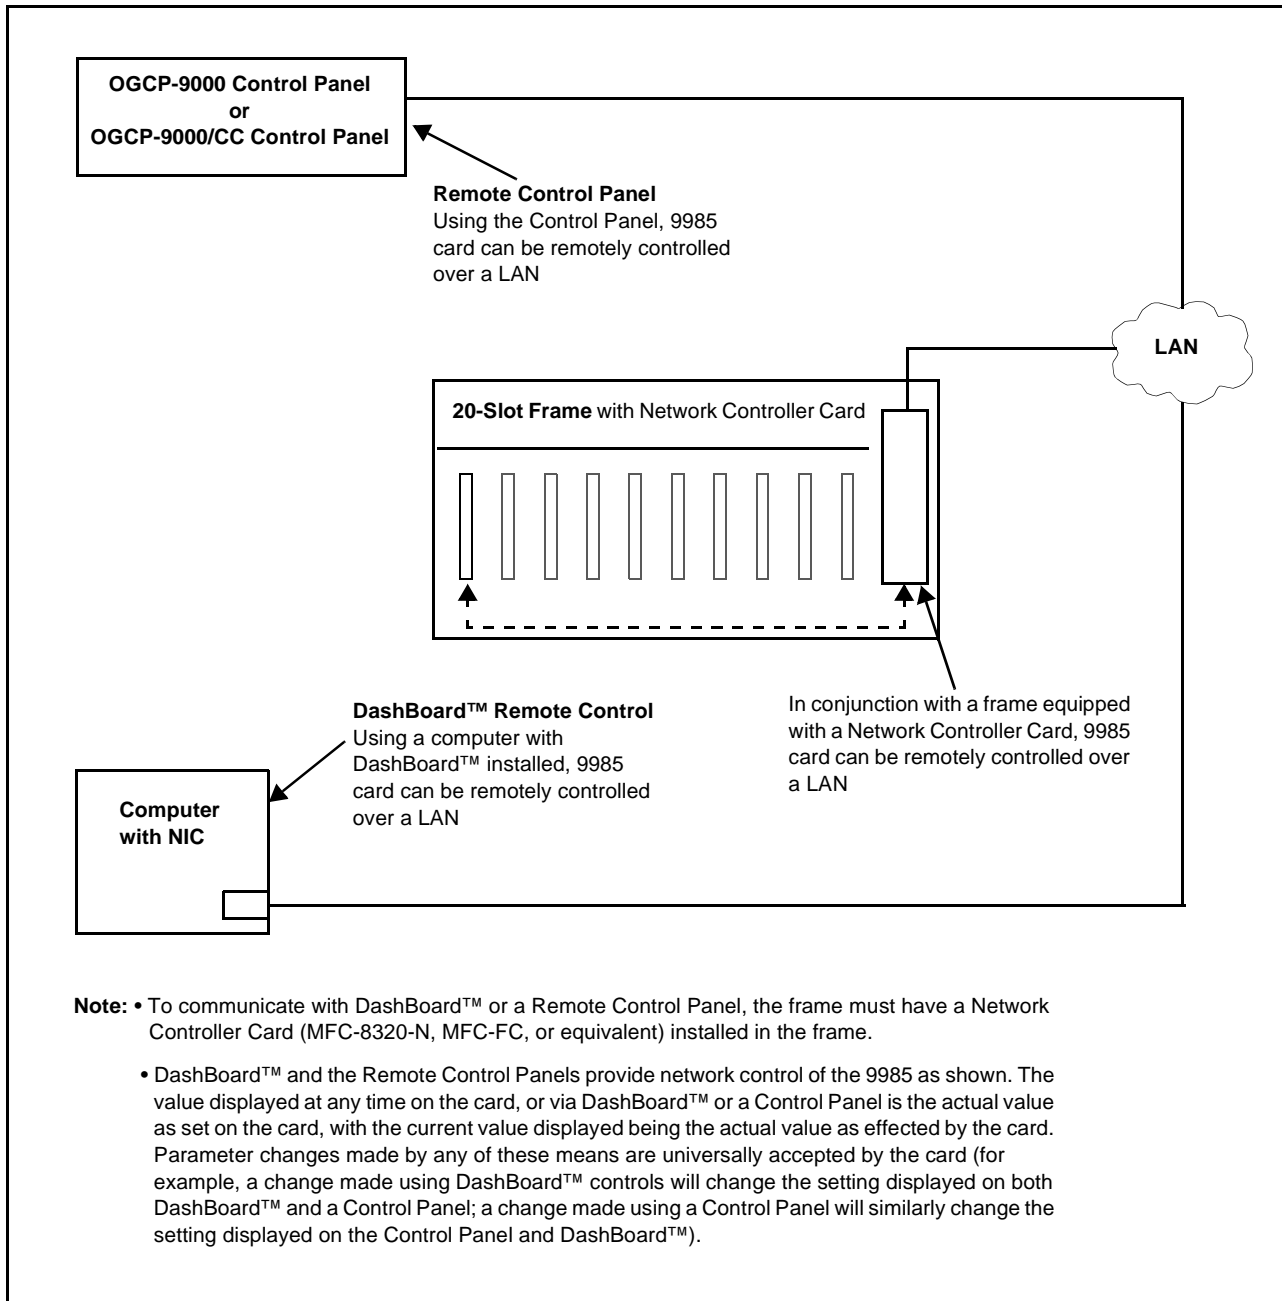 OGCP-9000 Control Panel
or
OGCP-9000/CC Control Panel
Remote Control Panel
Using the Control Panel, 9985
card can be remotely controlled
over a LAN
LAN
20-Slot Frame with Network Controller Card
DashBoard™ Remote Control
Using a computer with
DashBoard™ installed, 9985
card can be remotely controlled
over a LAN
In conjunction with a frame equipped
with a Network Controller Card, 9985
card can be remotely controlled over
a LAN
Computer
with NIC
Note: • To communicate with DashBoard™ or a Remote Control Panel, the frame must have a Network
Controller Card (MFC-8320-N, MFC-FC, or equivalent) installed in the frame.
• DashBoard™ and the Remote Control Panels provide network control of the 9985 as shown. The
value displayed at any time on the card, or via DashBoard™ or a Control Panel is the actual value
as set on the card, with the current value displayed being the actual value as effected by the card.
Parameter changes made by any of these means are universally accepted by the card (for
example, a change made using DashBoard™ controls will change the setting displayed on both
DashBoard™ and a Control Panel; a change made using a Control Panel will similarly change the
setting displayed on the Control Panel and DashBoard™).